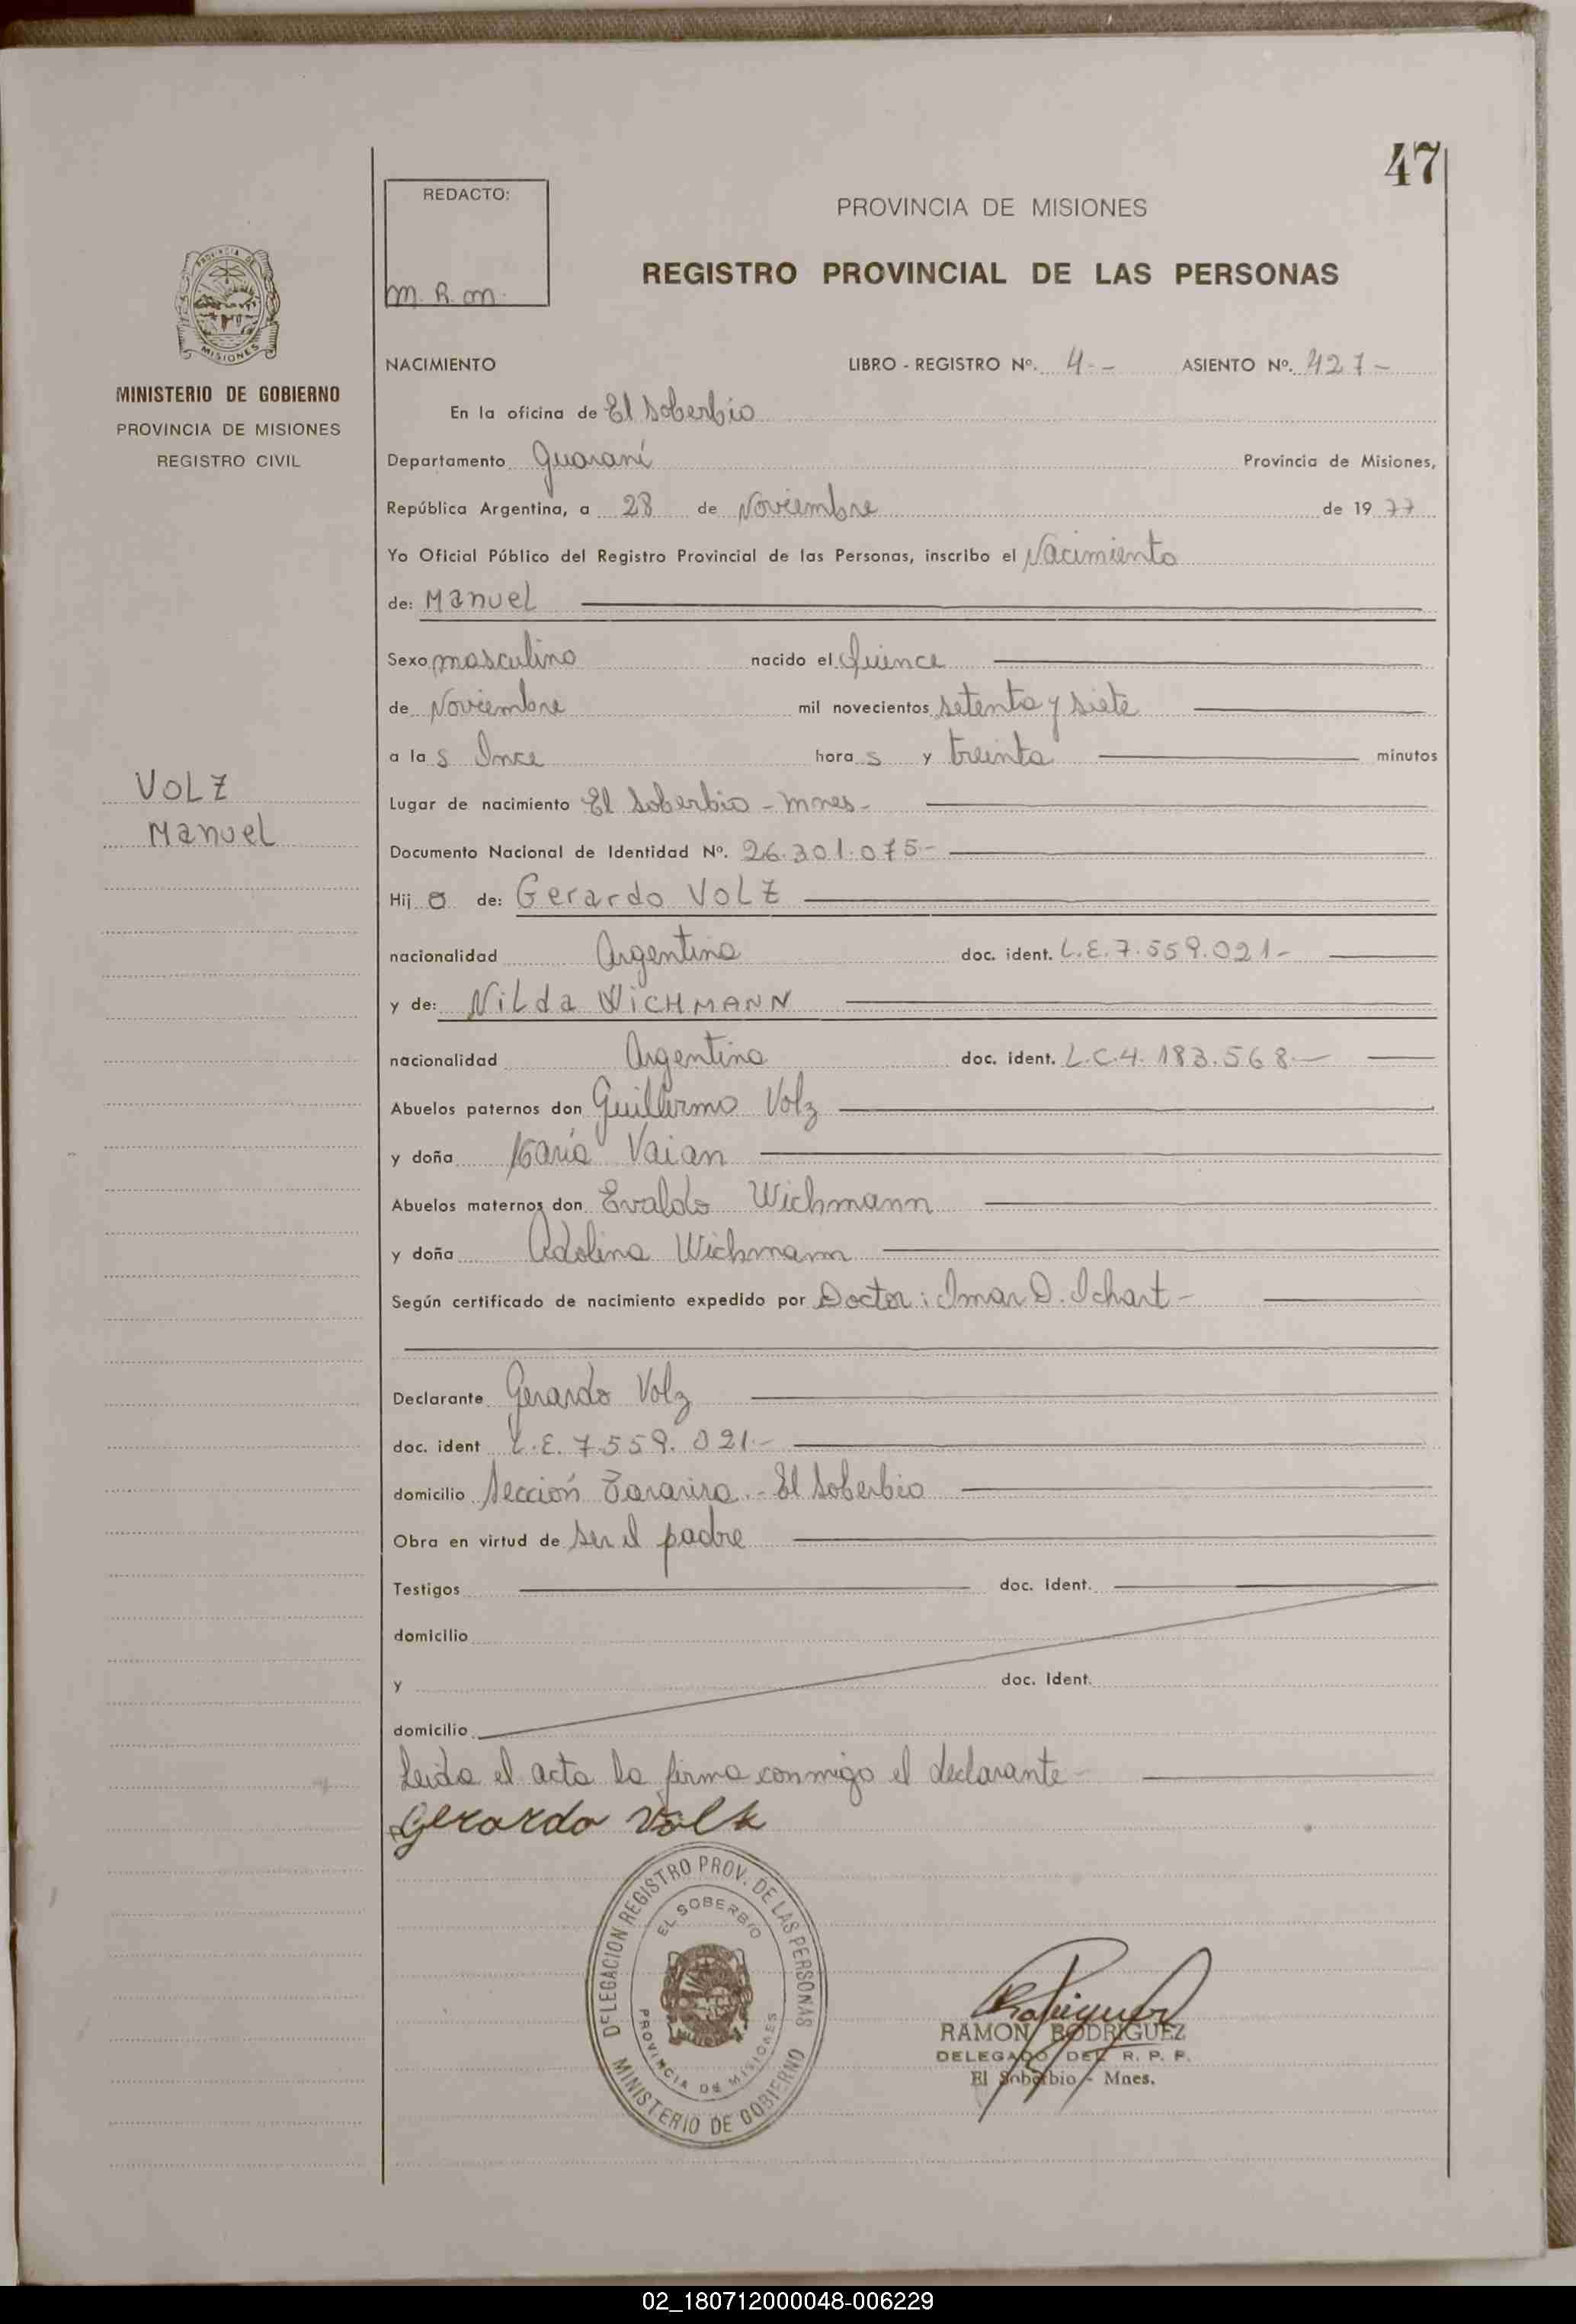 47
REDACTO:
M. R. M.
PROVINCIA DE MISIONES
REGISTRO PROVINCIAL DE LAS PERSONAS
PROVINCIA DE
MISIONES
MINISTERIO DE GOBIERNO
PROVINCIA DE MISIONES
REGISTRO CIVIL
NACIMIENTO LIBRO - REGISTRO Nº. 4-- ASIENTO Nº. 427-
En la oficina de El Soberbio
Departamento Guaraní Provincia de Misiones,
República Argentina, a 28 de Noviembre de 1977
Yo Oficial Público del Registro Provincial de las Personas, inscribo el Nacimiento
de: Manuel
Sexo masculino nacido el Quince
de Noviembre mil novecientos setenta y siete
a las Once horas y treinta minutos
VOLZ
Manuel
Lugar de nacimiento El Soberbio - Mnes-
Documento Nacional de Identidad Nº. 26.301.075-
Hijo de: Gerardo VOLZ
nacionalidad Argentina doc. ident. L.E. 7.559.021-
y de: Nilda WICHMANN
nacionalidad Argentina doc. ident. L.C. 4.183.568-
Abuelos paternos don Guillermo Volz
y doña María Vaian
Abuelos maternos don Evaldo Wichmann
y doña Adolina Wichmann
Según certificado de nacimiento expedido por Doctor: Omar O. Ichart-
Declarante Gerardo Volz
doc. ident L.E. 7.559.021-
domicilio Sección Tararira - El Soberbio
Obra en virtud de ser el padre
Testigos doc. Ident.
domicilio
y doc. Ident.
domicilio
Leida el acta la firma conmigo el declarante-
Gerardo Volz
DELEGACION REGISTRO PROV. DE LAS PERSONAS
EL SOBERBIO
PROVINCIA DE MISIONES
MINISTERIO DE GOBIERNO
RAMON RODRIGUEZ
DELEGADO DEL R. P. P.
El Soberbio - Mnes.
02_180712000048-006229